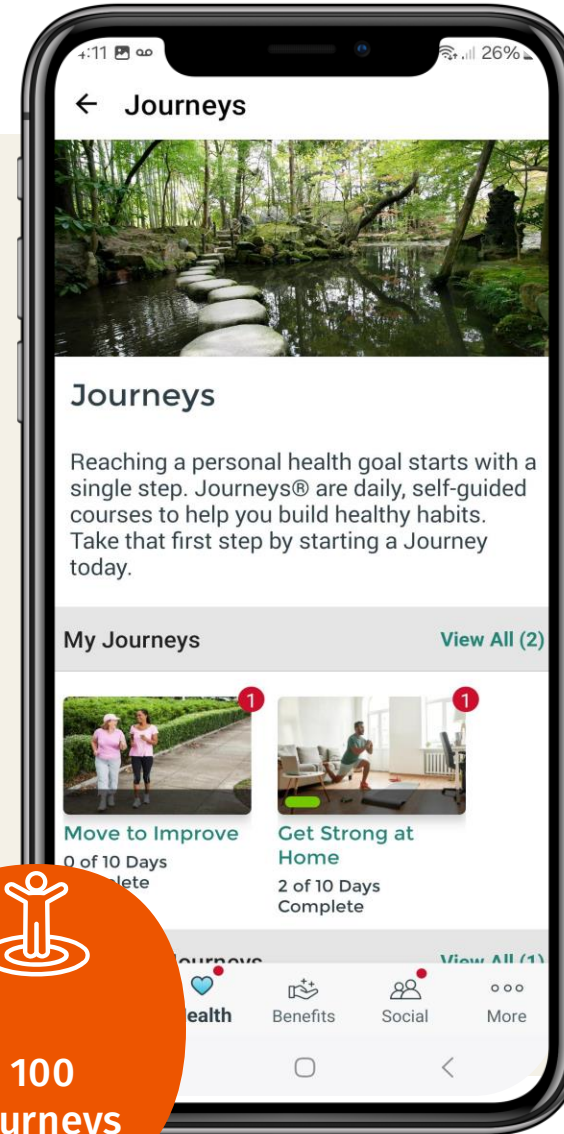 :11
26%
Journeys
Journeys
Reaching a personal health goal starts with a
single step. Journeys® are daily, self-guided
courses to help you build healthy habits.
Take that first step by starting a Journey
today.
My Journeys View All (2)
1 1
Move to Improve
0 of 10 Days
Get Strong at
Home
2 of 10 Days
Complete
View All (1)
Benefits Social More
100